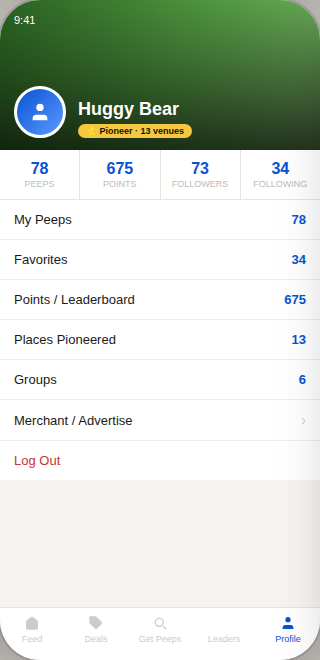 9:41
Huggy Bear
Pioneer · 13 venues
78 675 73 34
PEEPS POINTS FOLLOWERS FOLLOWING
My Peeps 78
Favorites 34
Points / Leaderboard 675
Places Pioneered 13
Groups 6
Merchant / Advertise ›
Log Out
Feed Deals Get Peeps Leaders Profile